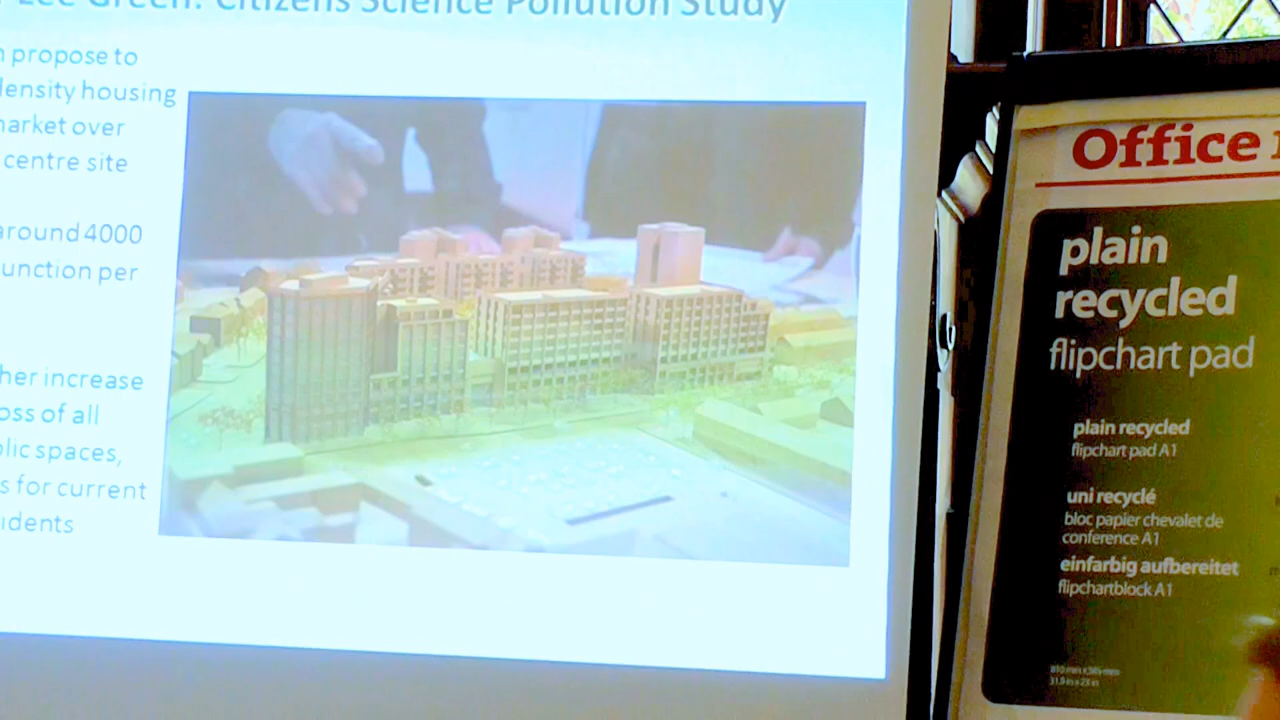 Lee Green: Citizens Science Pollution Study
propose to
density housing
market over
centre site
around 4000
junction per
her increase
oss of all
blic spaces,
s for current
idents
Office
plain
recycled
flipchart pad
plain recycled
flipchart pad A1
uni recyclé
bloc papier chevalet de
conference A1
einfarbig aufbereitet
flipchartblock A1